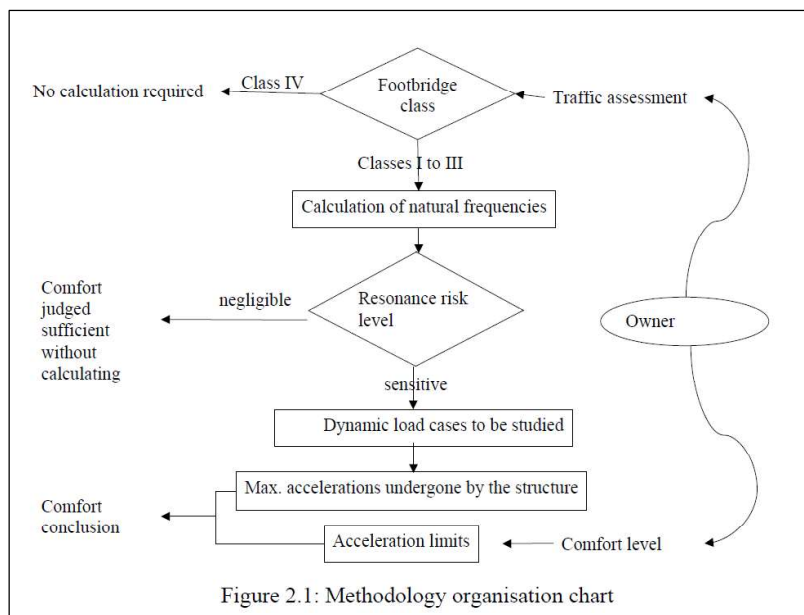 No calculation required
Class IV
Footbridge
class
Traffic assessment
Classes I to III
Calculation of natural frequencies
Comfort
judged
sufficient
without
calculating
negligible
Resonance risk
level
Owner
sensitive
Dynamic load cases to be studied
Max. accelerations undergone by the structure
Comfort
conclusion
Acceleration limits
Comfort level
Figure 2.1: Methodology organisation chart